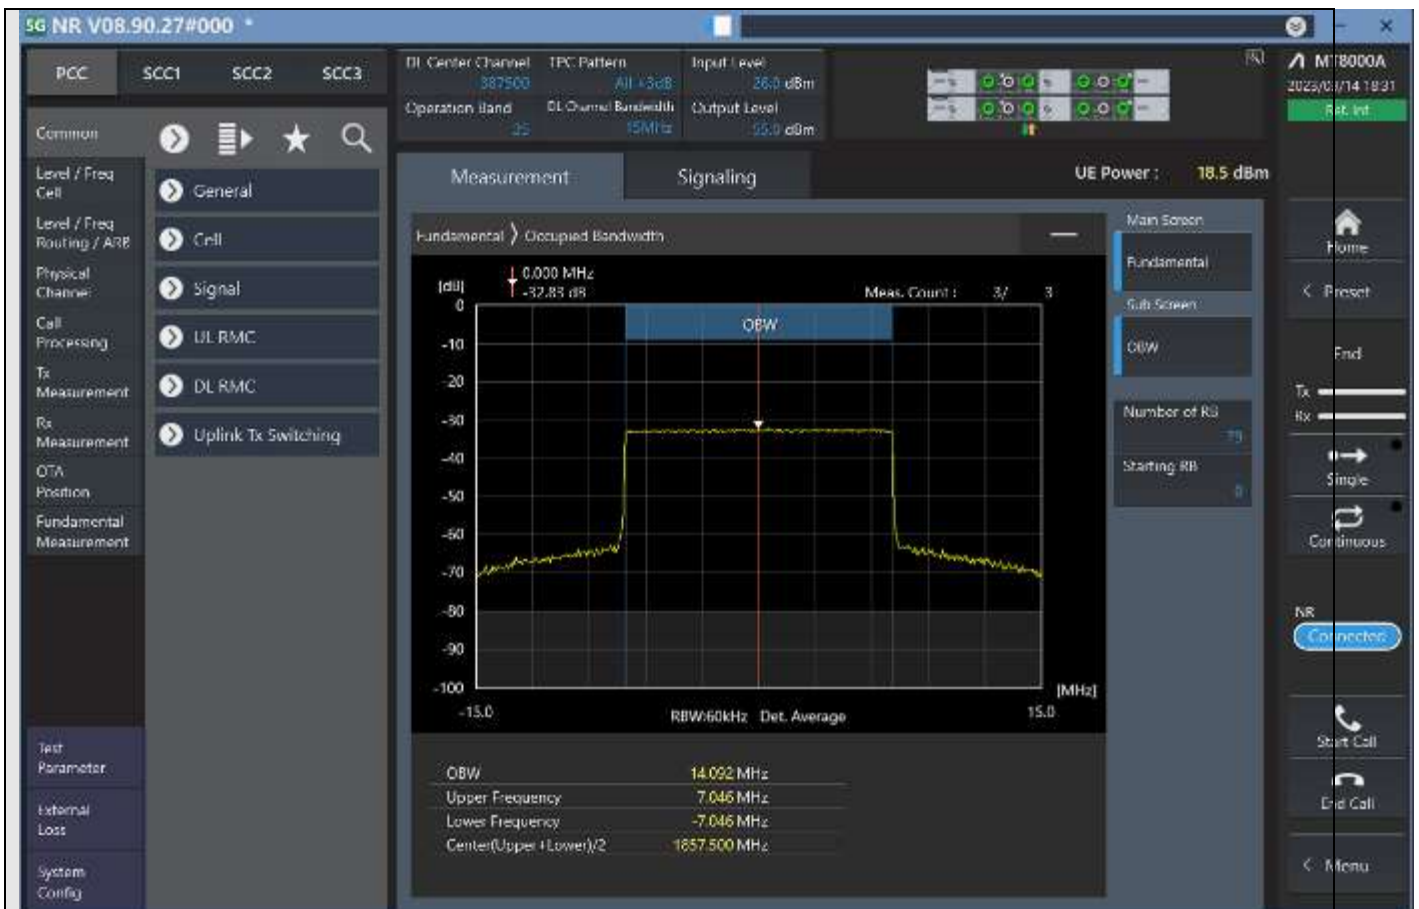 5G NR V08.90.27#000 *
PCC SCC1 SCC2 SCC3
DL Center Channel TPC Pattern Input Level
387500 All +3dB 26.0 dBm
Operation Band DL Channel Bandwidth Output Level
25 15MHz -55.0 dBm
MT8000A
2023/03/14 18:31
Rst. Int.
Common
Level / Freq
Cell
Level / Freq
Routing / ARB
Physical
Channel
Call
Processing
Tx
Measurement
Rx
Measurement
OTA
Position
Fundamental
Measurement
Test
Parameter
External
Loss
System
Config
General
Cell
Signal
UL RMC
DL RMC
Uplink Tx Switching
Measurement Signaling
UE Power : 18.5 dBm
Fundamental Occupied Bandwidth
[dB]
0.000 MHz
-32.83 dB
Meas. Count : 3/ 3
OBW
0
-10
-20
-30
-40
-50
-60
-70
-80
-90
-100
[MHz]
-15.0 RBW:60kHz Det. Average 15.0
OBW 14.092 MHz
Upper Frequency 7.046 MHz
Lower Frequency -7.046 MHz
Center(Upper+Lower)/2 1857.500 MHz
Main Screen
Fundamental
Sub Screen
OBW
Number of RB
79
Starting RB
0
Home
< Preset
End
Tx
Rx
Single
Continuous
NR
Connected
Start Call
End Call
< Menu